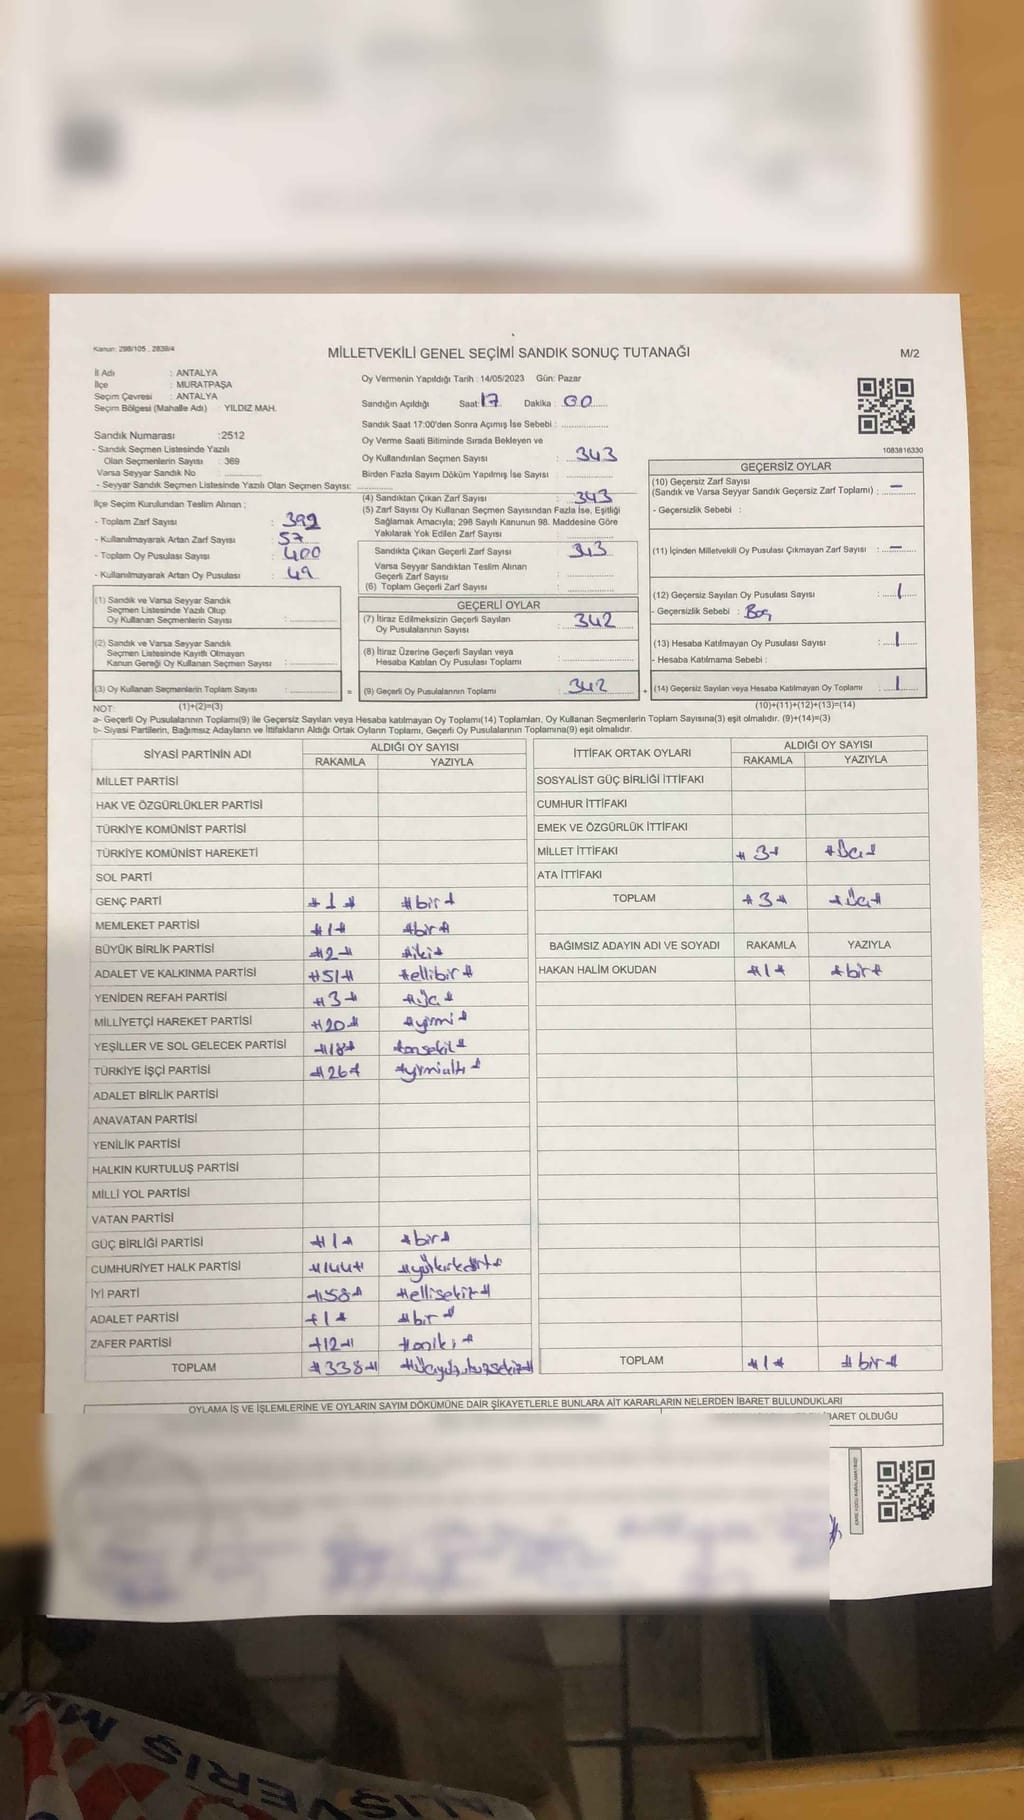 Kanun: 298/105 , 2839/4
MİLLETVEKİLİ GENEL SEÇİMİ SANDIK SONUÇ TUTANAĞI
M/2
İl Adı : ANTALYA
İlçe : MURATPAŞA
Seçim Çevresi : ANTALYA
Seçim Bölgesi (Mahalle Adı) : YILDIZ MAH.
Sandık Numarası :2512
- Sandık Seçmen Listesinde Yazılı
Olan Seçmenlerin Sayısı : 369
Varsa Seyyar Sandık No
- Seyyar Sandık Seçmen Listesinde Yazılı Olan Seçmen Sayısı:
İlçe Seçim Kurulundan Teslim Alınan ;
- Toplam Zarf Sayısı : 399
- Kullanılmayarak Artan Zarf Sayısı : 57
- Toplam Oy Pusulası Sayısı : 400
- Kullanılmayarak Artan Oy Pusulası : 49
(1) Sandık ve Varsa Seyyar Sandık
Seçmen Listesinde Yazılı Olup
Oy Kullanan Seçmenlerin Sayısı :
(2) Sandık ve Varsa Seyyar Sandık
Seçmen Listesinde Kayıtlı Olmayan
Kanun Gereği Oy Kullanan Seçmen Sayısı :
(3) Oy Kullanan Seçmenlerin Toplam Sayısı :
Oy Vermenin Yapıldığı Tarih : 14/05/2023 Gün: Pazar
Sandığın Açıldığı Saat: 17 Dakika : 00
Sandık Saat 17:00'den Sonra Açımış İse Sebebi :
Oy Verme Saati Bitiminde Sırada Bekleyen ve
Oy Kullandırılan Seçmen Sayısı : 343
Birden Fazla Sayım Döküm Yapılmış İse Sayısı :
(4) Sandıktan Çıkan Zarf Sayısı : 343
(5) Zarf Sayısı Oy Kullanan Seçmen Sayısından Fazla İse, Eşitliği
Sağlamak Amacıyla; 298 Sayılı Kanunun 98. Maddesine Göre
Yakılarak Yok Edilen Zarf Sayısı :
Sandıkta Çıkan Geçerli Zarf Sayısı : 343
Varsa Seyyar Sandıktan Teslim Alınan
Geçerli Zarf Sayısı :
(6) Toplam Geçerli Zarf Sayısı :
GEÇERLİ OYLAR
(7) İtiraz Edilmeksizin Geçerli Sayılan
Oy Pusulalarının Sayısı : 342
(8) İtiraz Üzerine Geçerli Sayılan veya
Hesaba Katılan Oy Pusulası Toplamı :
= (9) Geçerli Oy Pusulalarının Toplamı : 342
1083816330
GEÇERSİZ OYLAR
(10) Geçersiz Zarf Sayısı
(Sandık ve Varsa Seyyar Sandık Geçersiz Zarf Toplamı) : –
- Geçersizlik Sebebi :
(11) İçinden Milletvekili Oy Pusulası Çıkmayan Zarf Sayısı : –
(12) Geçersiz Sayılan Oy Pusulası Sayısı : 1
- Geçersizlik Sebebi : Boş
(13) Hesaba Katılmayan Oy Pusulası Sayısı : 1
- Hesaba Katılmama Sebebi :
+ (14) Geçersiz Sayılan veya Hesaba Katılmayan Oy Toplamı : 1
NOT: (1)+(2)=(3) (10)+(11)+(12)+(13)=(14)
a- Geçerli Oy Pusulalarının Toplamı(9) ile Geçersiz Sayılan veya Hesaba katılmayan Oy Toplamı(14) Toplamları, Oy Kullanan Seçmenlerin Toplam Sayısına(3) eşit olmalıdır. (9)+(14)=(3)
b- Siyasi Partilerin, Bağımsız Adayların ve İttifakların Aldığı Ortak Oyların Toplamı, Geçerli Oy Pusulalarının Toplamına(9) eşit olmalıdır.
SİYASİ PARTİNİN ADI ALDIĞI OY SAYISI
RAKAMLA YAZIYLA
MİLLET PARTİSİ
HAK VE ÖZGÜRLÜKLER PARTİSİ
TÜRKİYE KOMÜNİST PARTİSİ
TÜRKİYE KOMÜNİST HAREKETİ
SOL PARTİ
GENÇ PARTİ #1# #bir#
MEMLEKET PARTİSİ #1# #bir#
BÜYÜK BİRLİK PARTİSİ #2# #iki#
ADALET VE KALKINMA PARTİSİ #51# #ellibir#
YENİDEN REFAH PARTİSİ #3# #Üç#
MİLLİYETÇİ HAREKET PARTİSİ #20# #yirmi#
YEŞİLLER VE SOL GELECEK PARTİSİ #18# #onsekiz#
TÜRKİYE İŞÇİ PARTİSİ #26# #yirmialtı#
ADALET BİRLİK PARTİSİ
ANAVATAN PARTİSİ
YENİLİK PARTİSİ
HALKIN KURTULUŞ PARTİSİ
MİLLİ YOL PARTİSİ
VATAN PARTİSİ
GÜÇ BİRLİĞİ PARTİSİ #1# #bir#
CUMHURİYET HALK PARTİSİ #144# #yüzkırkdört#
İYİ PARTİ #58# #ellisekiz#
ADALET PARTİSİ #1# #bir#
ZAFER PARTİSİ #12# #oniki#
TOPLAM #338# #Üçyüzotuzsekiz#
İTTİFAK ORTAK OYLARI ALDIĞI OY SAYISI
RAKAMLA YAZIYLA
SOSYALİST GÜÇ BİRLİĞİ İTTİFAKI
CUMHUR İTTİFAKI
EMEK VE ÖZGÜRLÜK İTTİFAKI
MİLLET İTTİFAKI #3# #Üç#
ATA İTTİFAKI
TOPLAM #3# #Üç#
BAĞIMSIZ ADAYIN ADI VE SOYADI RAKAMLA YAZIYLA
HAKAN HALİM OKUDAN #1# #bir#
TOPLAM #1# #bir#
OYLAMA İŞ VE İŞLEMLERİNE VE OYLARIN SAYIM DÖKÜMÜNE DAİR ŞİKAYETLERLE BUNLARA AİT KARARLARIN NELERDEN İBARET BULUNDUKLARI
İBARET OLDUĞU